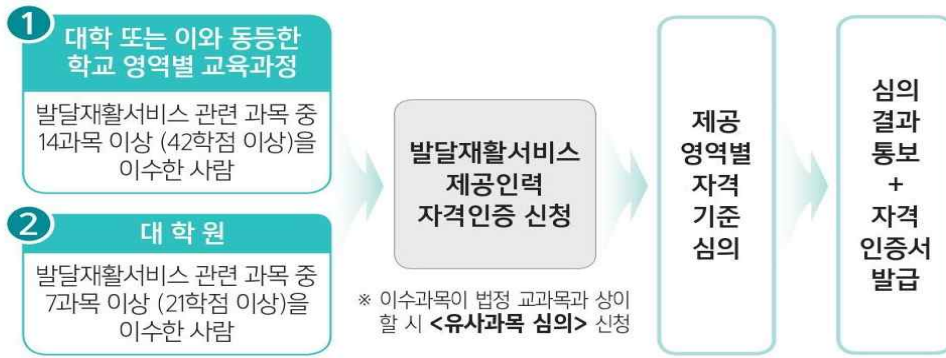 1
대학 또는 이와 동등한
학교 영역별 교육과정
발달재활서비스 관련 과목 중
14과목 이상 (42학점 이상)을
이수한 사람
2
대 학 원
발달재활서비스 관련 과목 중
7과목 이상 (21학점 이상)을
이수한 사람
발달재활서비스
제공인력
자격인증 신청
※ 이수과목이 법정 교과목과 상이
할 시 <유사과목 심의> 신청
제공
영역별
자격
기준
심의
심의
결과
통보
+
자격
인증서
발급